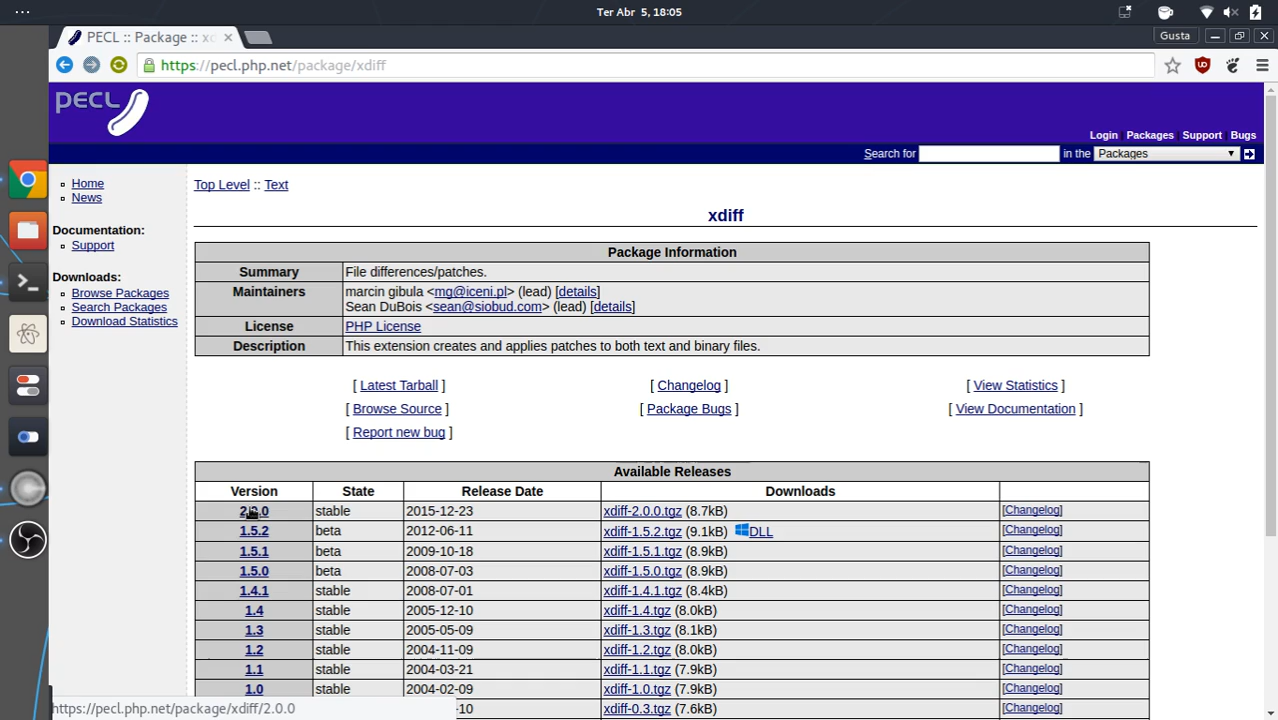 Ter Abr 5, 18:05
PECL :: Package :: xd
Gusta
https://pecl.php.net/package/xdiff
PECL
Login | Packages | Support | Bugs
Search for in the Packages
Home
News
Documentation:
Support
Downloads:
Browse Packages
Search Packages
Download Statistics
Top Level :: Text
xdiff
Package Information
Summary File differences/patches.
Maintainers marcin gibula <mg@iceni.pl> (lead) [details]
Sean DuBois <sean@siobud.com> (lead) [details]
License PHP License
Description This extension creates and applies patches to both text and binary files.
[ Latest Tarball ] [ Changelog ] [ View Statistics ]
[ Browse Source ] [ Package Bugs ] [ View Documentation ]
[ Report new bug ]
Available Releases
Version State Release Date Downloads
2.0.0 stable 2015-12-23 xdiff-2.0.0.tgz (8.7kB) [Changelog]
1.5.2 beta 2012-06-11 xdiff-1.5.2.tgz (9.1kB) DLL [Changelog]
1.5.1 beta 2009-10-18 xdiff-1.5.1.tgz (8.9kB) [Changelog]
1.5.0 beta 2008-07-03 xdiff-1.5.0.tgz (8.9kB) [Changelog]
1.4.1 stable 2008-07-01 xdiff-1.4.1.tgz (8.4kB) [Changelog]
1.4 stable 2005-12-10 xdiff-1.4.tgz (8.0kB) [Changelog]
1.3 stable 2005-05-09 xdiff-1.3.tgz (8.1kB) [Changelog]
1.2 stable 2004-11-09 xdiff-1.2.tgz (8.0kB) [Changelog]
1.1 stable 2004-03-21 xdiff-1.1.tgz (7.9kB) [Changelog]
1.0 stable 2004-02-09 xdiff-1.0.tgz (7.9kB) [Changelog]
-10 xdiff-0.3.tgz (7.6kB) [Changelog]
https://pecl.php.net/package/xdiff/2.0.0